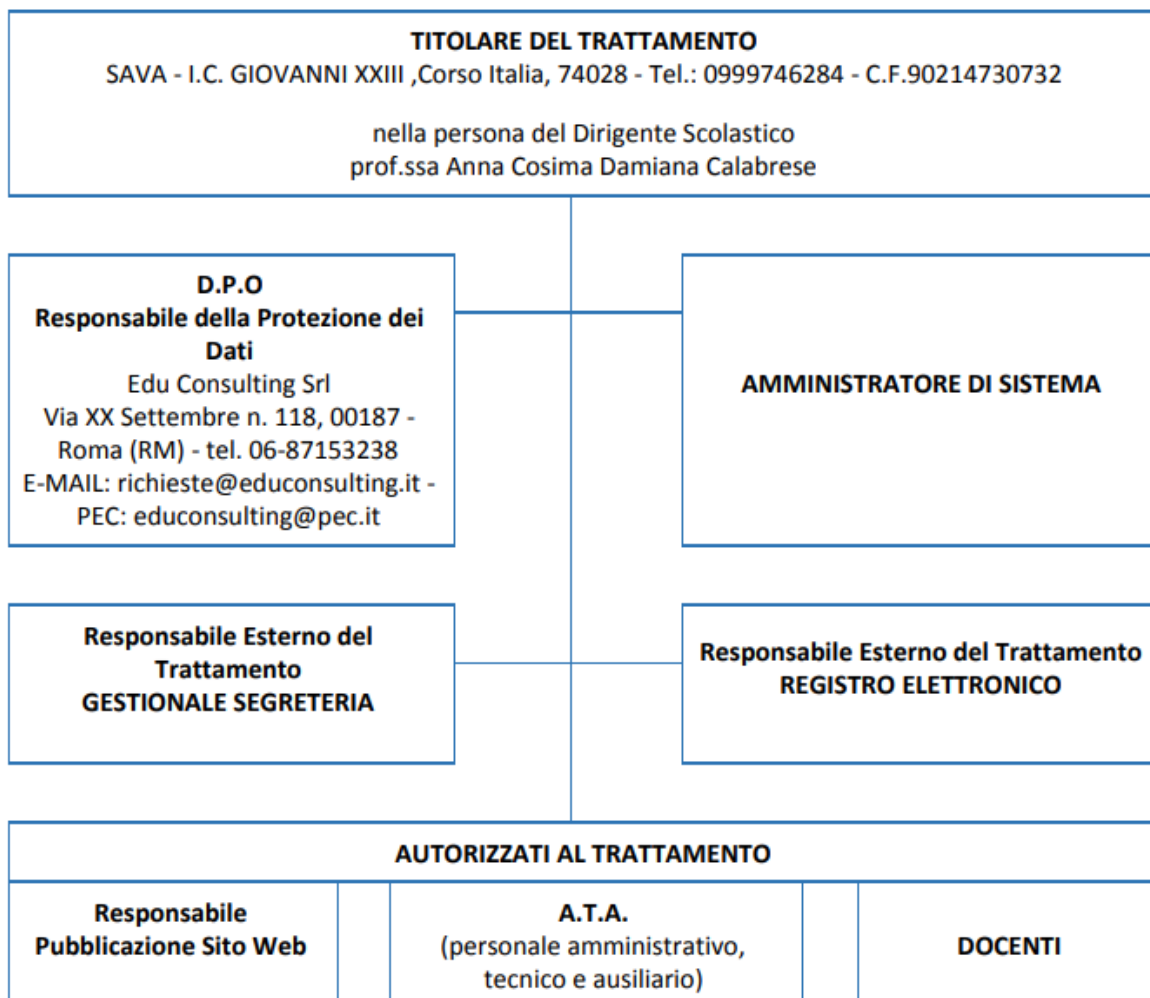 TITOLARE DEL TRATTAMENTO
SAVA - I.C. GIOVANNI XXIII ,Corso Italia, 74028 - Tel.: 0999746284 - C.F.90214730732
nella persona del Dirigente Scolastico
prof.ssa Anna Cosima Damiana Calabrese
D.P.O
Responsabile della Protezione dei
Dati
Edu Consulting Srl
Via XX Settembre n. 118, 00187 -
Roma (RM) - tel. 06-87153238
E-MAIL: richieste@educonsulting.it -
PEC: educonsulting@pec.it
AMMINISTRATORE DI SISTEMA
Responsabile Esterno del
Trattamento
GESTIONALE SEGRETERIA
Responsabile Esterno del Trattamento
REGISTRO ELETTRONICO
AUTORIZZATI AL TRATTAMENTO
Responsabile
Pubblicazione Sito Web
A.T.A.
(personale amministrativo,
tecnico e ausiliario)
DOCENTI